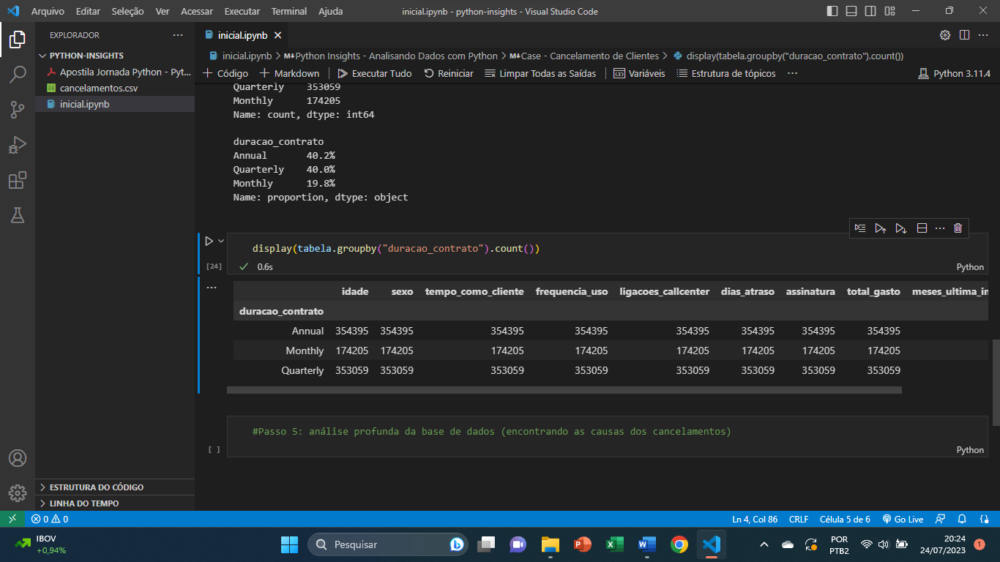 Arquivo Editar Seleção Ver Acessar Executar Terminal Ajuda inicial.ipynb - python-insights - Visual Studio Code
EXPLORADOR
PYTHON-INSIGHTS
Apostila Jornada Python - Pyt...
cancelamentos.csv
inicial.ipynb
ESTRUTURA DO CÓDIGO
LINHA DO TEMPO
inicial.ipynb
inicial.ipynb > Python Insights - Analisando Dados com Python > Case - Cancelamento de Clientes > display(tabela.groupby("duracao_contrato").count())
Código Markdown Executar Tudo Reiniciar Limpar Todas as Saídas Variáveis Estrutura de tópicos ... Python 3.11.4
Quarterly 353059
Monthly 174205
Name: count, dtype: int64
duracao_contrato
Annual 40.2%
Quarterly 40.0%
Monthly 19.8%
Name: proportion, dtype: object
display(tabela.groupby("duracao_contrato").count())
[24] 0.6s Python
idade sexo tempo_como_cliente frequencia_uso ligacoes_callcenter dias_atraso assinatura total_gasto meses_ultima_in
duracao_contrato
Annual 354395 354395 354395 354395 354395 354395 354395 354395
Monthly 174205 174205 174205 174205 174205 174205 174205 174205
Quarterly 353059 353059 353059 353059 353059 353059 353059 353059
#Passo 5: análise profunda da base de dados (encontrando as causas dos cancelamentos)
[ ] Python
0 0 Ln 4, Col 86 CRLF Célula 5 de 6 Go Live
IBOV
+0,94%
Pesquisar
POR
PTB2
20:24
24/07/2023
1